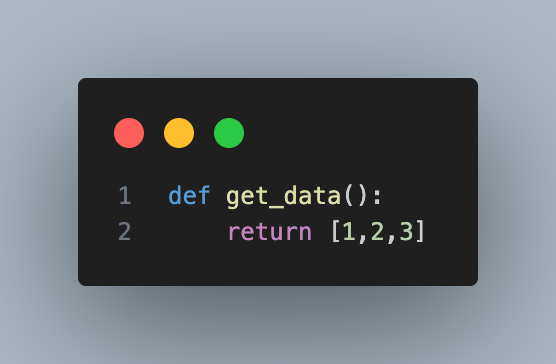 1 def get_data():
2     return [1,2,3]